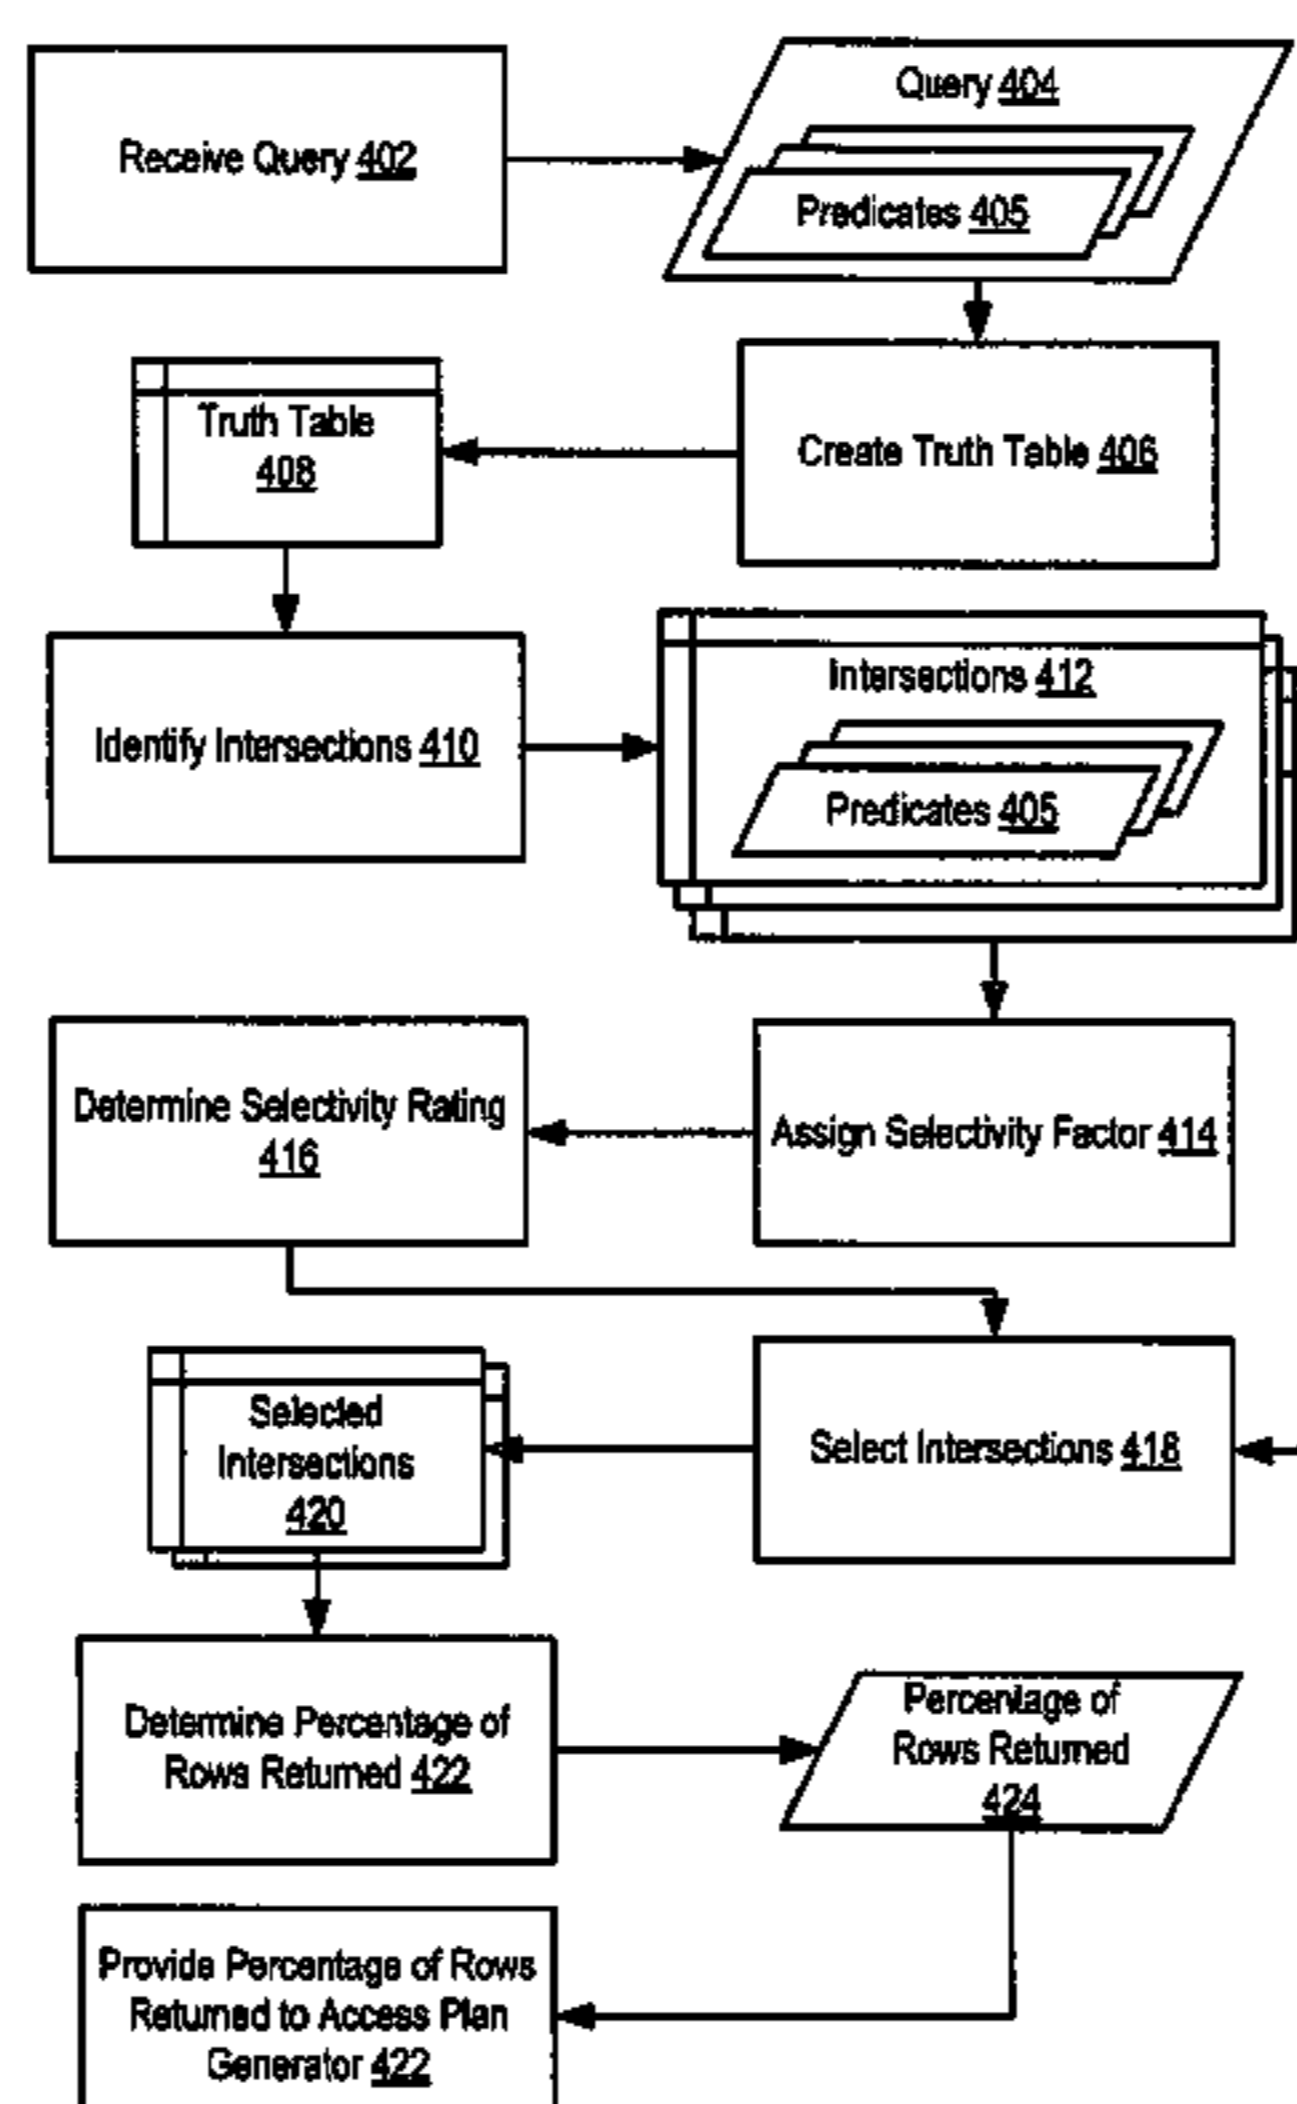 Receive Query 402
Query 404
Predicates 405
Truth Table
408
Create Truth Table 406
Intersections 412
Identify Intersections 410
Predicates 405
Determine Selectivity Rating
416
Assign Selectivity Factor 414
Selected
Intersections
420
Select Intersections 418
Determine Percentage of
Rows Returned 422
Percentage of
Rows Returned
424
Provide Percentage of Rows
Returned to Access Plan
Generator 422